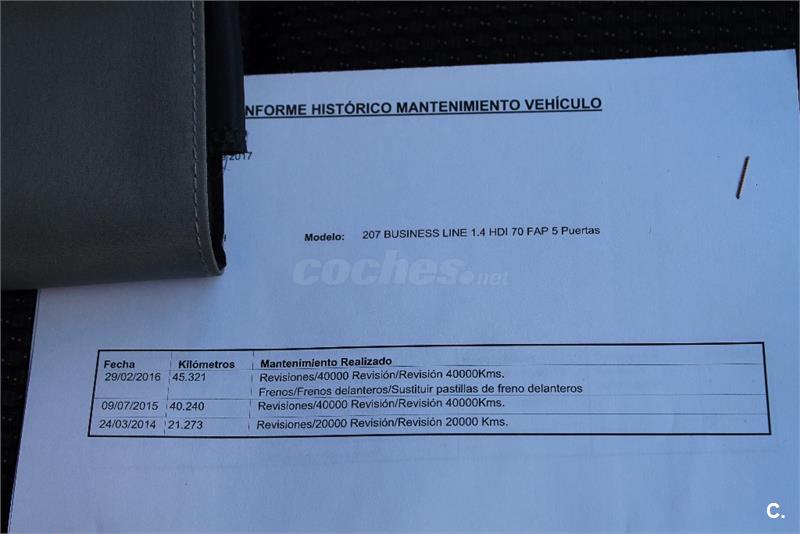 NFORME HISTÓRICO MANTENIMIENTO VEHÍCULO
2017
Modelo: 207 BUSINESS LINE 1.4 HDI 70 FAP 5 Puertas
coches.net
Fecha Kilómetros Mantenimiento Realizado
29/02/2016 45.321 Revisiones/40000 Revisión/Revisión 40000Kms.
Frenos/Frenos delanteros/Sustituir pastillas de freno delanteros
09/07/2015 40.240 Revisiones/40000 Revisión/Revisión 40000Kms.
24/03/2014 21.273 Revisiones/20000 Revisión/Revisión 20000 Kms.
C.